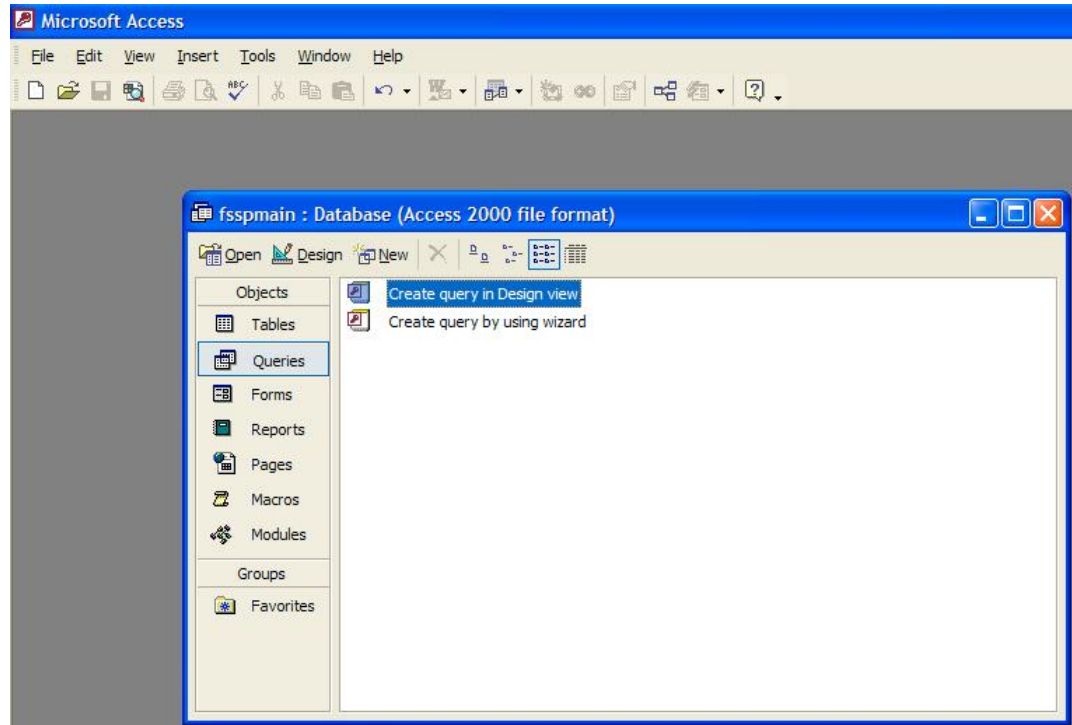 Microsoft Access
File Edit View Insert Tools Window Help
ABC
fsspmain : Database (Access 2000 file format)
Open Design New
Objects
Create query in Design view
Tables
Create query by using wizard
Queries
Forms
Reports
Pages
Macros
Modules
Groups
Favorites